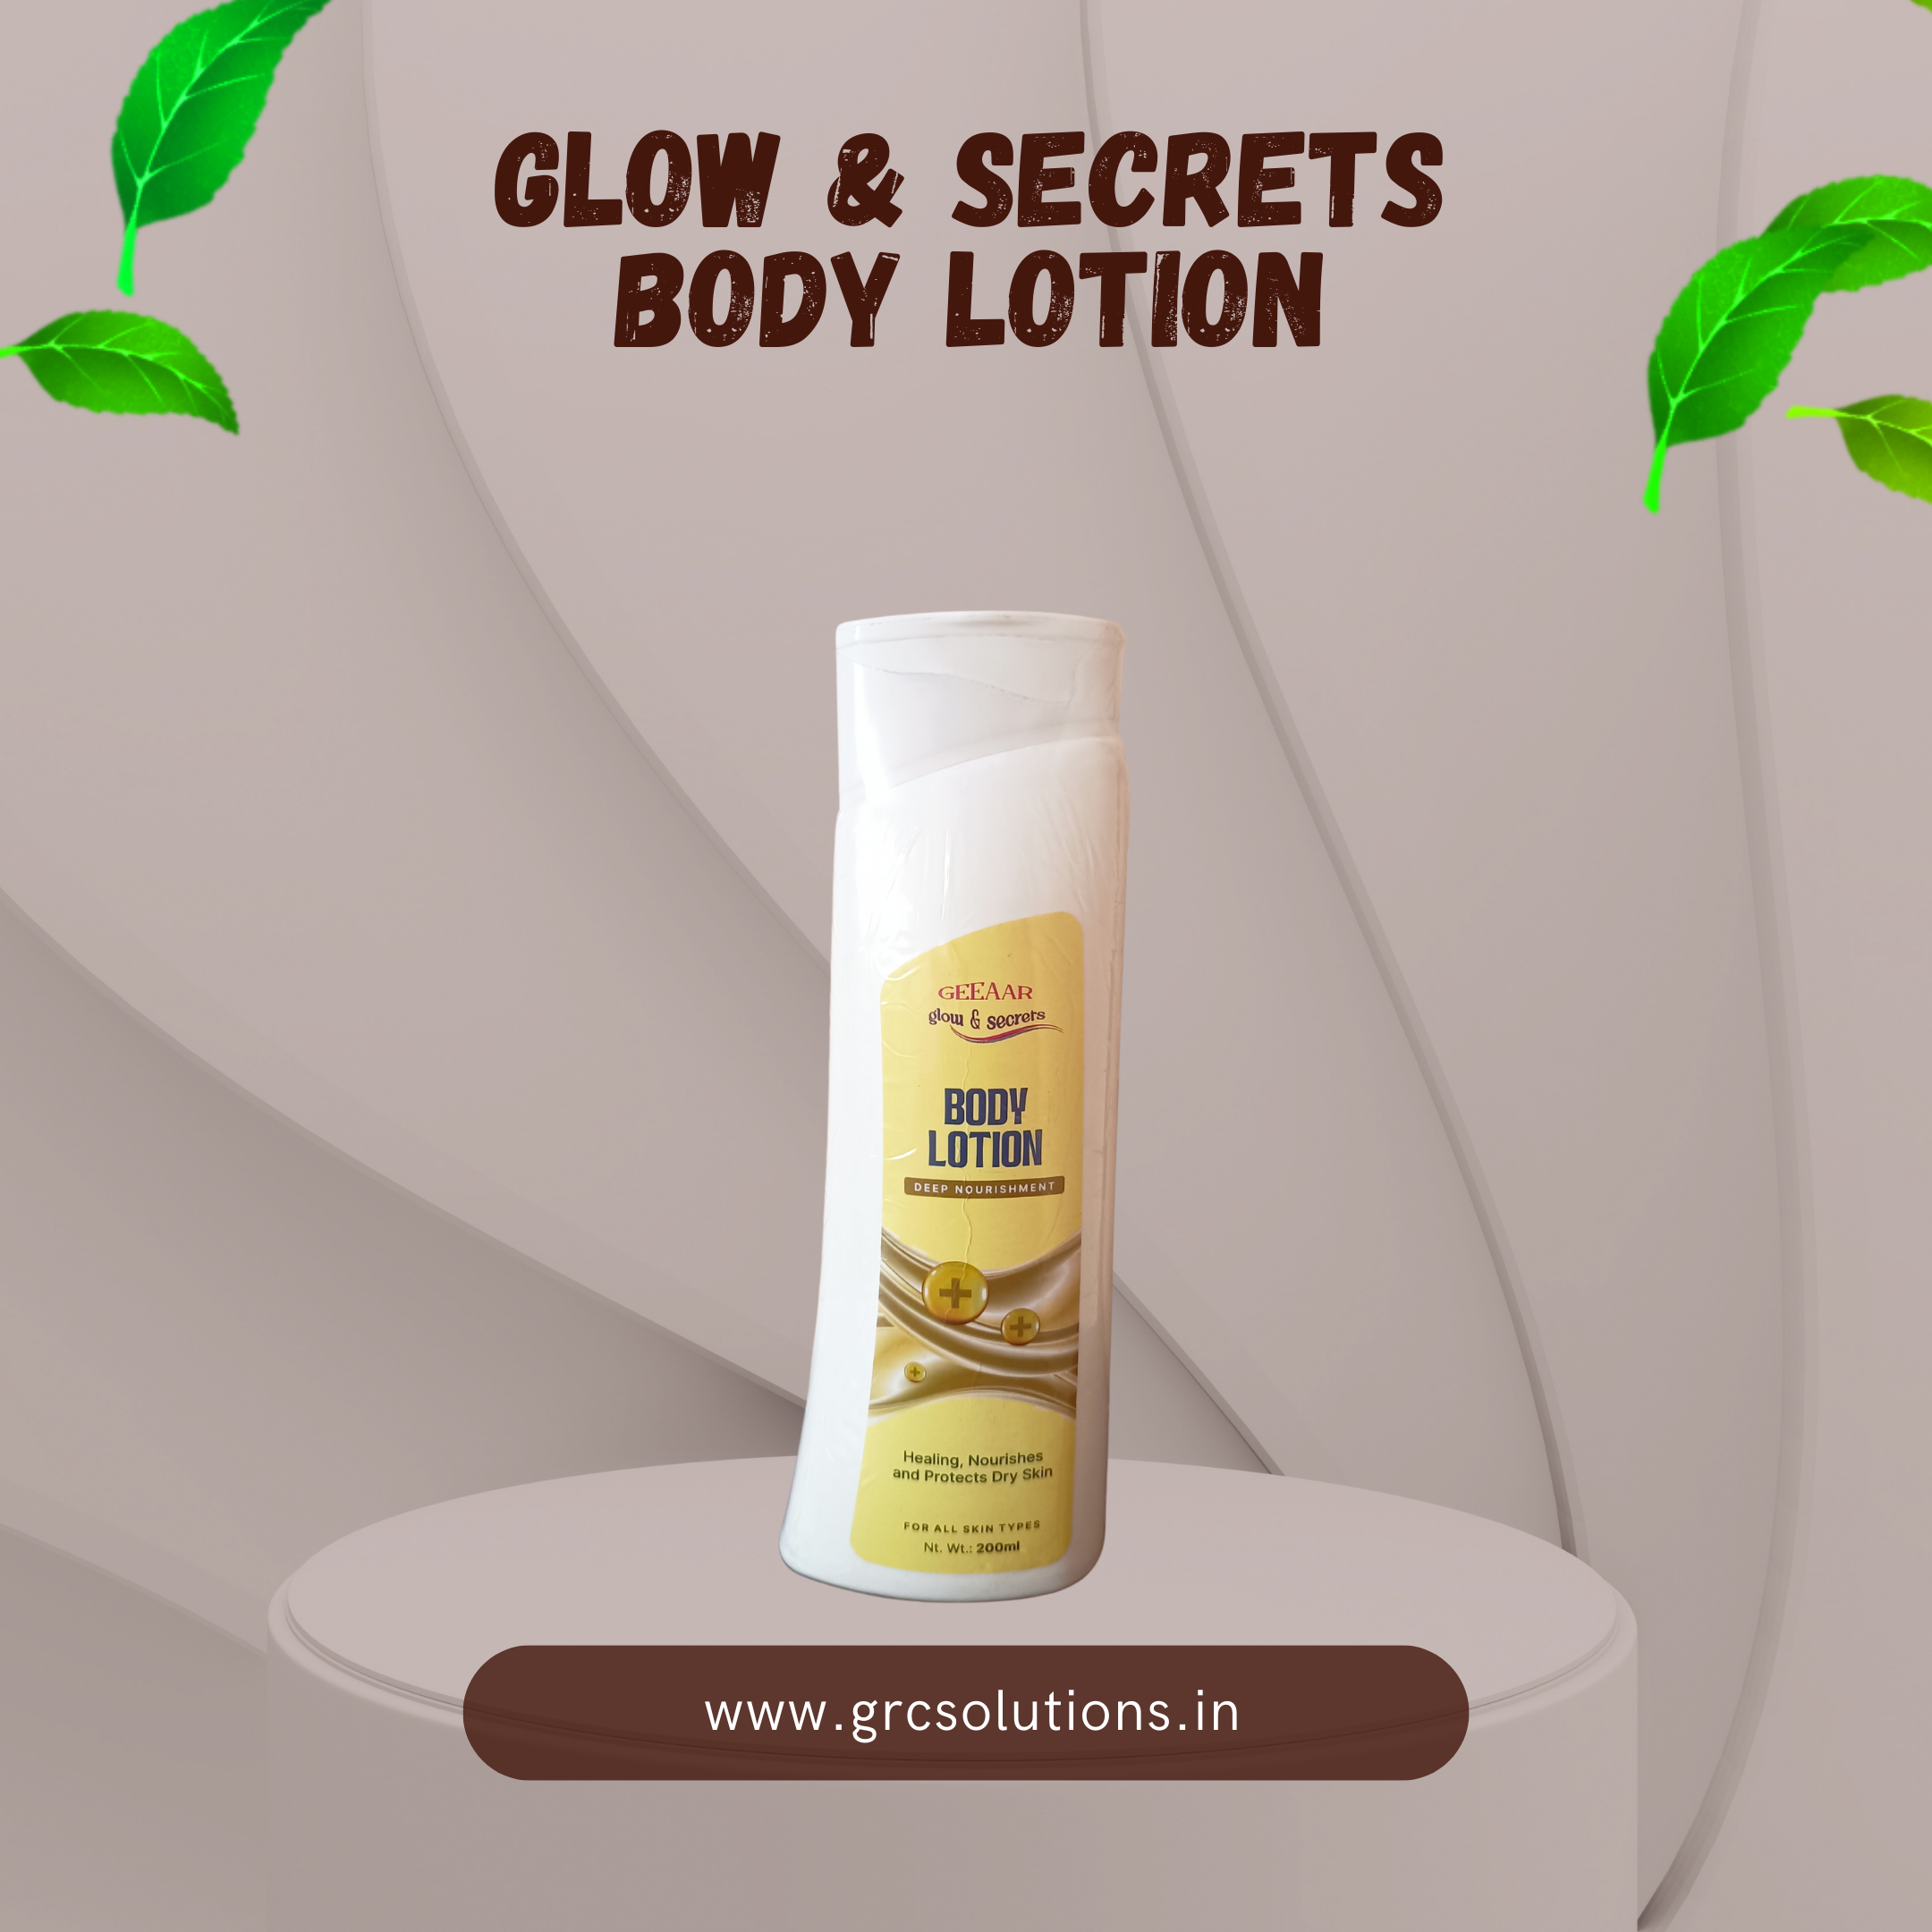 GLOW & SECRETS
BODY LOTION
GEEAAR
glow & secrets
BODY
LOTION
DEEP NOURISHMENT
Healing, Nourishes
and Protects Dry Skin
FOR ALL SKIN TYPES
Nt. Wt.: 200ml
www.grcsolutions.in